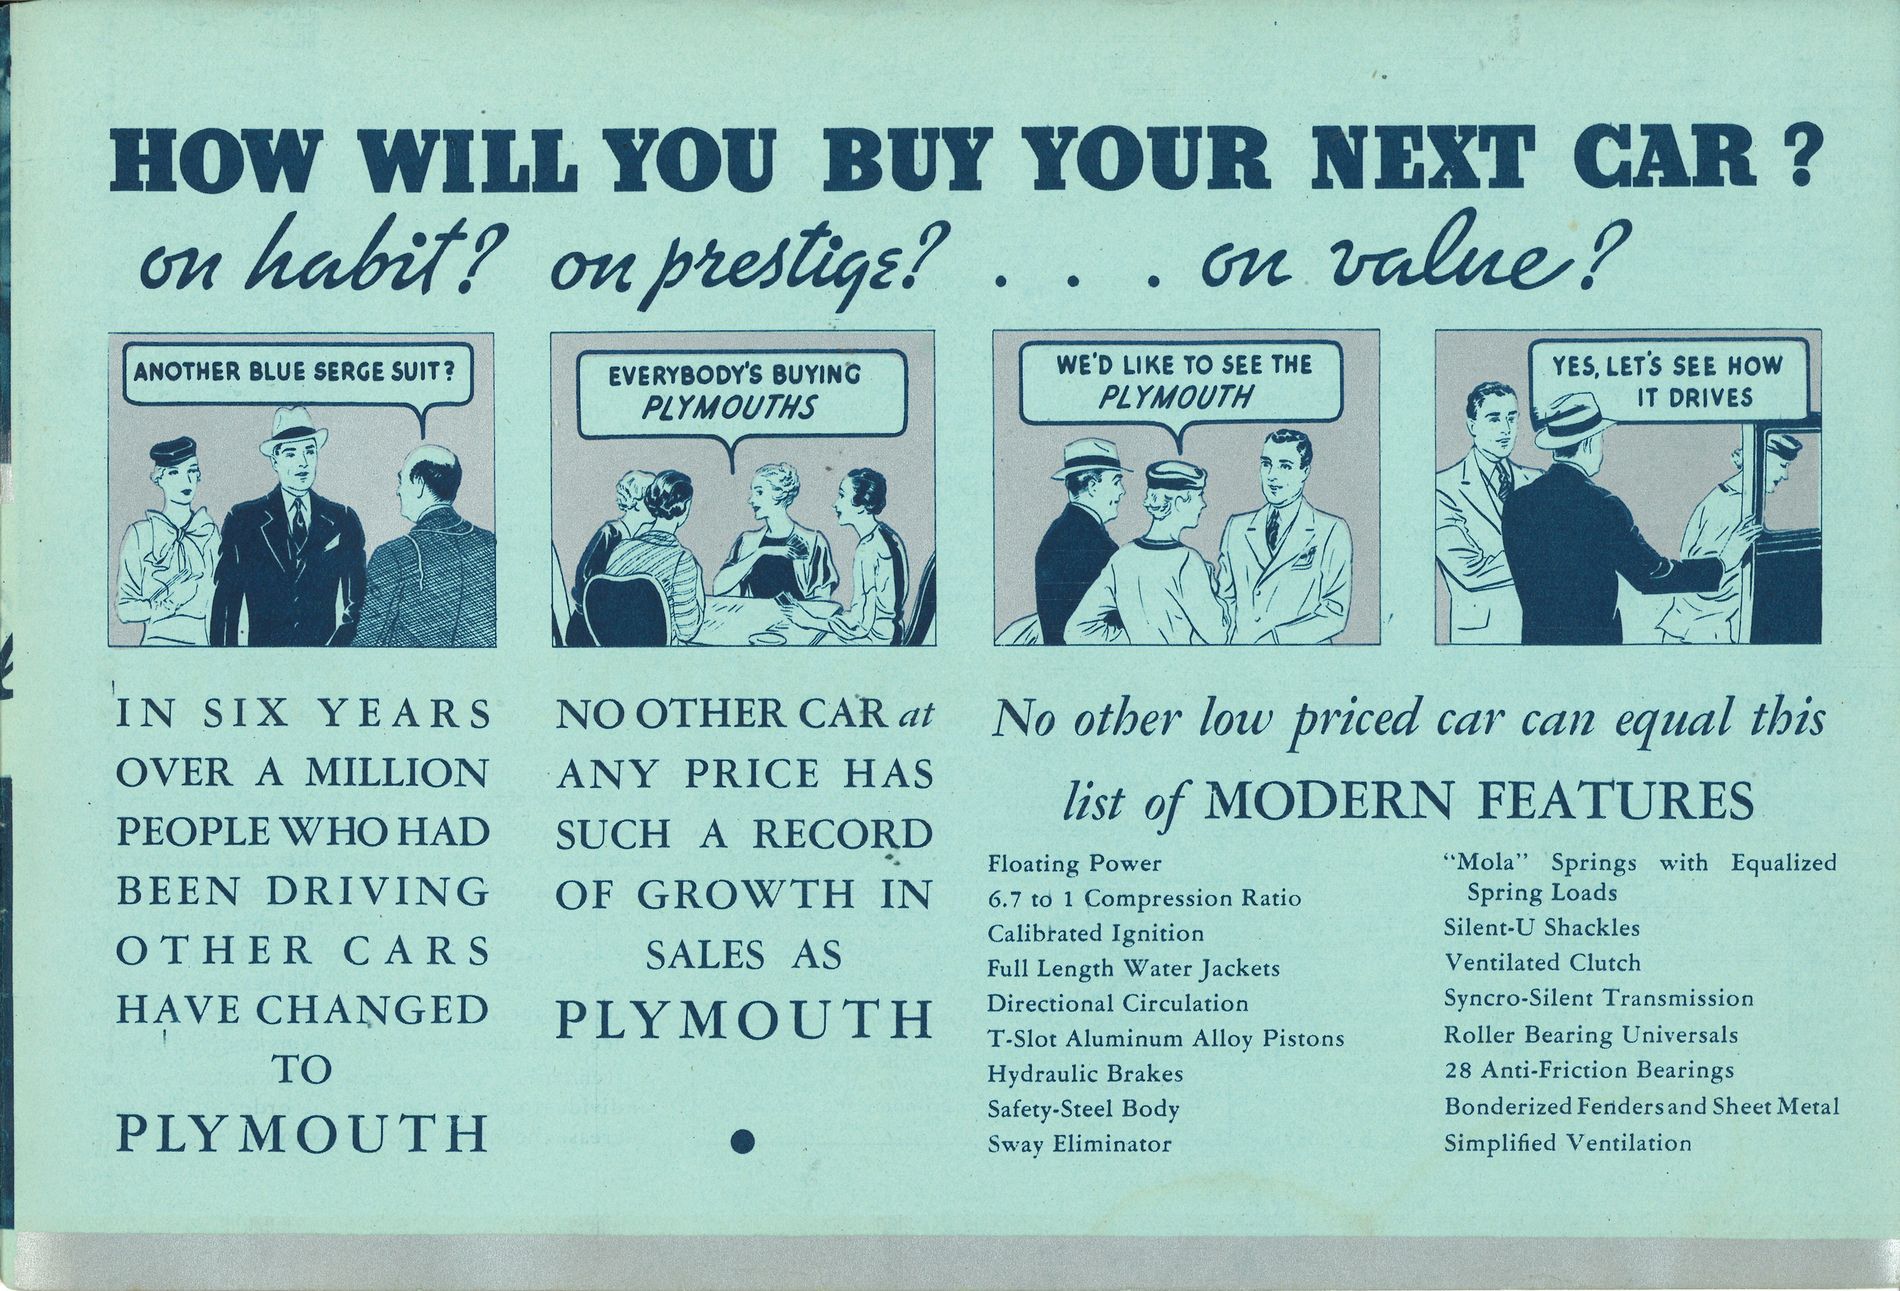 HOW WILL YOU BUY YOUR NEXT CAR?
on habit? on prestige? . . . on value?
ANOTHER BLUE SERGE SUIT?
EVERYBODY'S BUYING
PLYMOUTHS
WE'D LIKE TO SEE THE
PLYMOUTH
YES, LET'S SEE HOW
IT DRIVES
IN SIX YEARS
OVER A MILLION
PEOPLE WHO HAD
BEEN DRIVING
OTHER CARS
HAVE CHANGED
TO
PLYMOUTH
NO OTHER CAR at
ANY PRICE HAS
SUCH A RECORD
OF GROWTH IN
SALES AS
PLYMOUTH
No other low priced car can equal this
list of MODERN FEATURES
Floating Power
6.7 to 1 Compression Ratio
Calibrated Ignition
Full Length Water Jackets
Directional Circulation
T-Slot Aluminum Alloy Pistons
Hydraulic Brakes
Safety-Steel Body
Sway Eliminator
"Mola" Springs with Equalized
Spring Loads
Silent-U Shackles
Ventilated Clutch
Syncro-Silent Transmission
Roller Bearing Universals
28 Anti-Friction Bearings
Bonderized Fenders and Sheet Metal
Simplified Ventilation